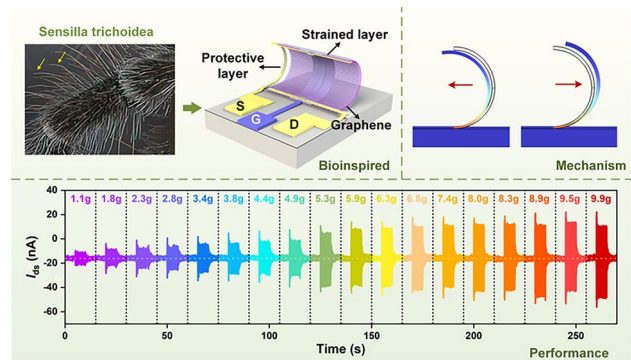 Sensilla trichoidea
Strained layer
Protective
layer
S
G
D
Graphene
Bioinspired
Mechanism
1.1g 1.8g 2.3g 2.8g 3.4g 3.8g 4.4g 4.9g 5.3g 5.9g 6.3g 6.8g 7.4g 8.0g 8.3g 8.9g 9.5g 9.9g
40
20
0
-20
-40
-60
Ids (nA)
0 50 100 150 200 250
Time (s)
Performance